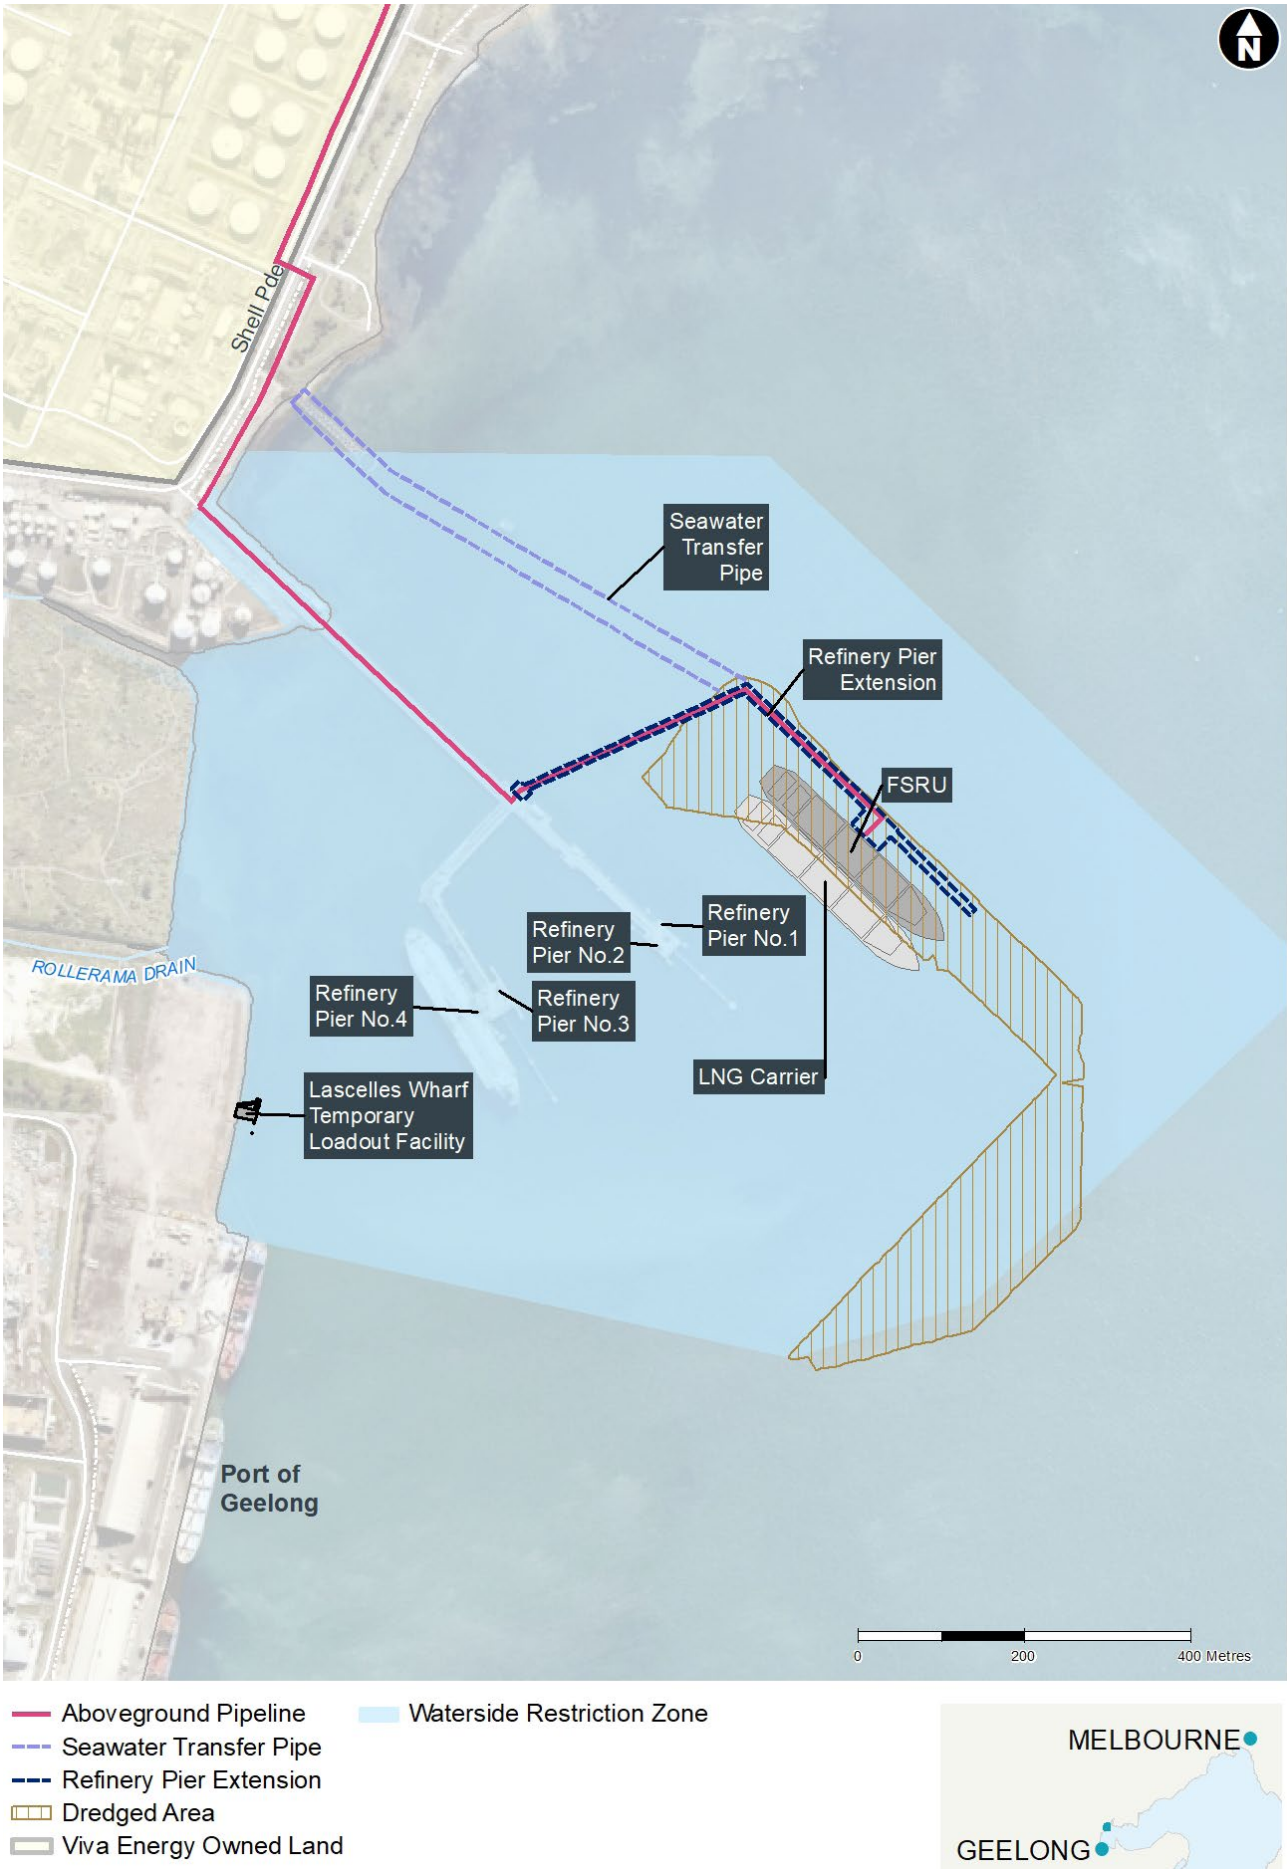 N
Shell Pde
Seawater
Transfer
Pipe
Refinery Pier
Extension
FSRU
Refinery
Pier No.1
Refinery
Pier No.2
ROLLERAMA DRAIN
Refinery
Pier No.4
Refinery
Pier No.3
LNG Carrier
Lascelles Wharf
Temporary
Loadout Facility
Port of
Geelong
0 200 400 Metres
Aboveground Pipeline
Seawater Transfer Pipe
Refinery Pier Extension
Dredged Area
Viva Energy Owned Land
Waterside Restriction Zone
MELBOURNE
GEELONG